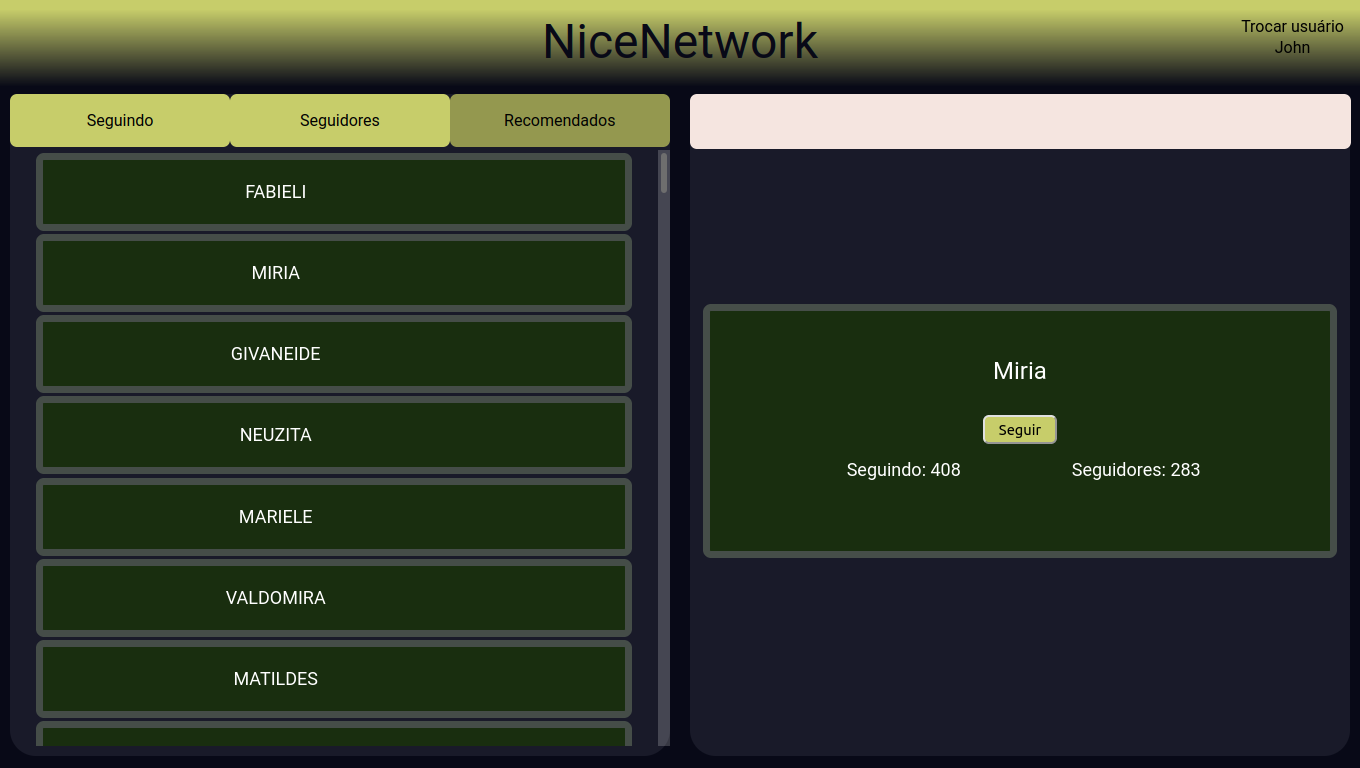 NiceNetwork
Trocar usuário
John
Seguindo
Seguidores
Recomendados
FABIELI
MIRIA
GIVANEIDE
NEUZITA
MARIELE
VALDOMIRA
MATILDES
Miria
Seguir
Seguindo: 408
Seguidores: 283